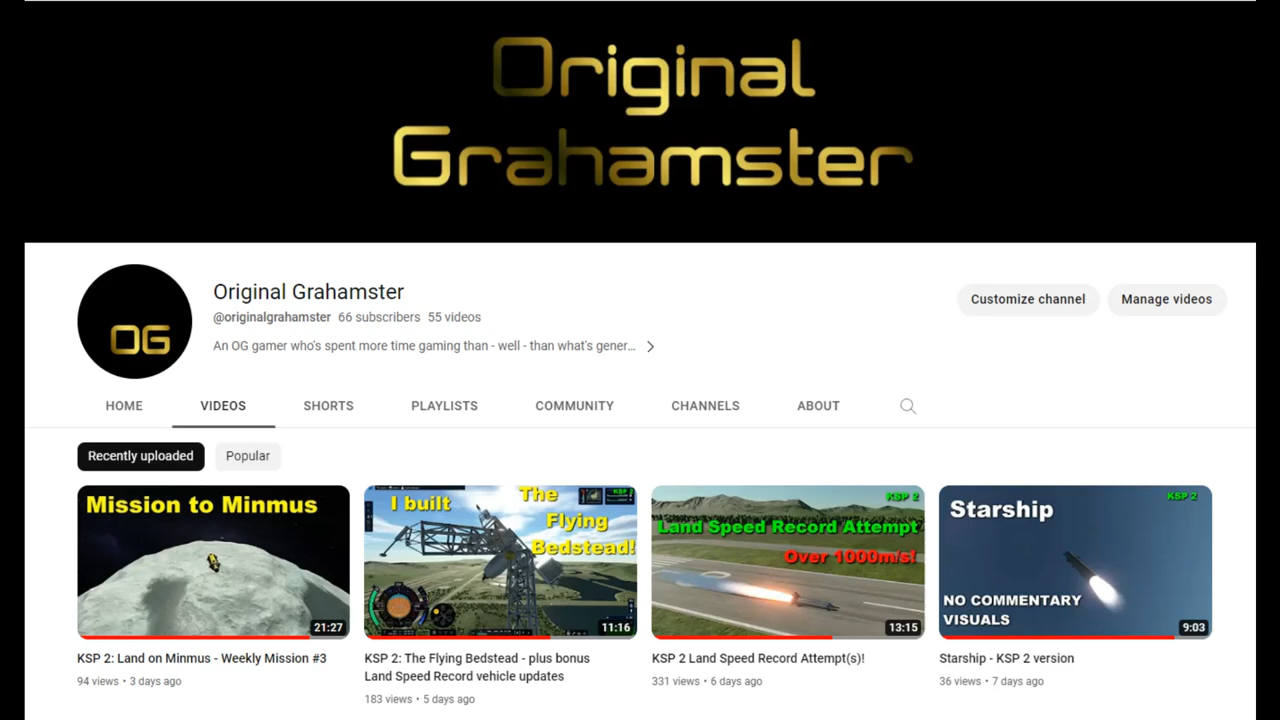 Original
Grahamster
OG
Original Grahamster
@originalgrahamster 66 subscribers 55 videos
An OG gamer who's spent more time gaming than - well - than what's gener...
Customize channel
Manage videos
HOME VIDEOS SHORTS PLAYLISTS COMMUNITY CHANNELS ABOUT
Recently uploaded Popular
Mission to Minmus
21:27
KSP 2: Land on Minmus - Weekly Mission #3
94 views • 3 days ago
I built
The
Flying
Bedstead!
KSP 2
11:16
KSP 2: The Flying Bedstead - plus bonus
Land Speed Record vehicle updates
183 views • 5 days ago
KSP 2
Land Speed Record Attempt
Over 1000m/s!
13:15
KSP 2 Land Speed Record Attempt(s)!
331 views • 6 days ago
KSP 2
Starship
NO COMMENTARY
VISUALS
9:03
Starship - KSP 2 version
36 views • 7 days ago